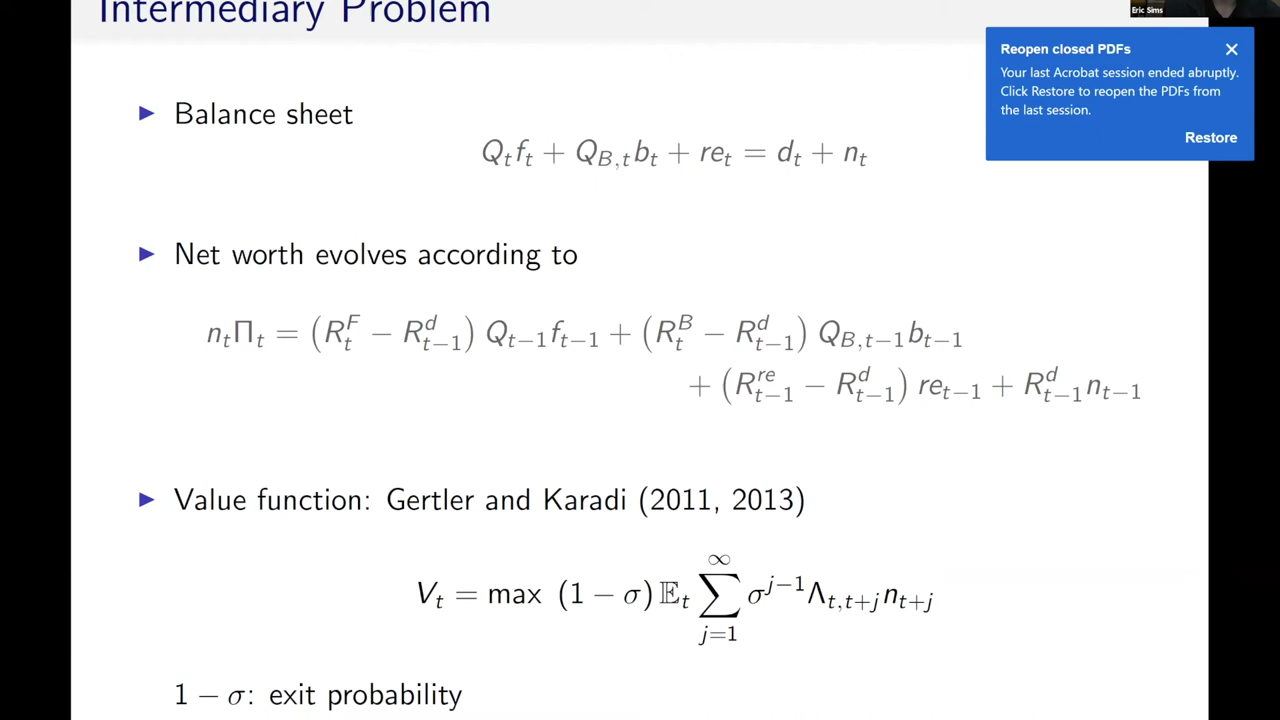 Intermediary Problem
Eric Sims
Reopen closed PDFs
Your last Acrobat session ended abruptly.
Click Restore to reopen the PDFs from
the last session.
Restore
▶ Balance sheet
Q_t f_t + Q_{B,t} b_t + re_t = d_t + n_t
▶ Net worth evolves according to
n_t Π_t = (R_t^F − R_{t−1}^d) Q_{t−1} f_{t−1} + (R_t^B − R_{t−1}^d) Q_{B,t−1} b_{t−1}
+ (R_{t−1}^{re} − R_{t−1}^d) re_{t−1} + R_{t−1}^d n_{t−1}
▶ Value function: Gertler and Karadi (2011, 2013)
V_t = max (1 − σ) 𝔼_t ∑_{j=1}^∞ σ^{j−1} Λ_{t,t+j} n_{t+j}
1 − σ: exit probability